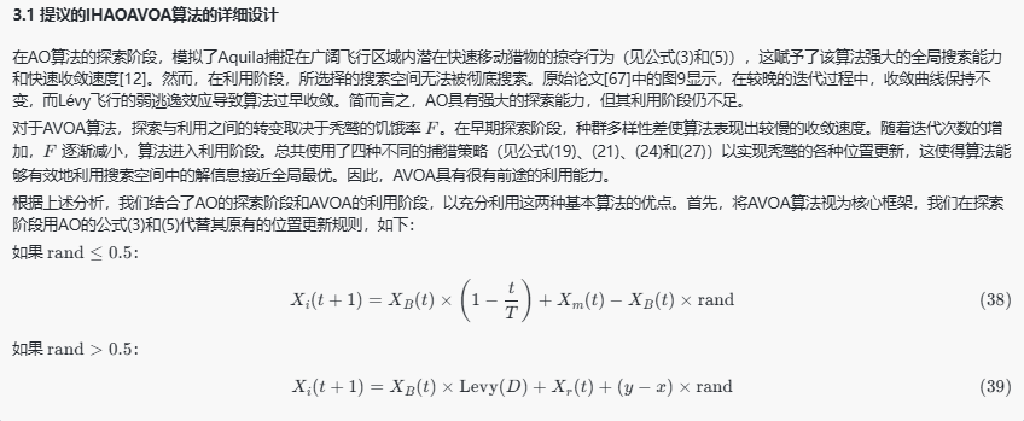 3.1 提议的IHAOAVOA算法的详细设计
在AO算法的探索阶段，模拟了Aquila捕捉在广阔飞行区域内潜在快速移动猎物的掠夺行为（见公式(3)和(5)），这赋予了该算法强大的全局搜索能力
和快速收敛速度[12]。然而，在利用阶段，所选择的搜索空间无法被彻底搜索。原始论文[67]中的图9显示，在较晚的迭代过程中，收敛曲线保持不
变，而Lévy飞行的弱逃逸效应导致算法过早收敛。简而言之，AO具有强大的探索能力，但其利用阶段仍不足。
对于AVOA算法，探索与利用之间的转变取决于秃鹫的饥饿率 F。在早期探索阶段，种群多样性差使算法表现出较慢的收敛速度。随着迭代次数的增
加，F 逐渐减小，算法进入利用阶段。总共使用了四种不同的捕猎策略（见公式(19)、(21)、(24)和(27)）以实现秃鹫的各种位置更新，这使得算法能
够有效地利用搜索空间中的解信息接近全局最优。因此，AVOA具有很有前途的利用能力。
根据上述分析，我们结合了AO的探索阶段和AVOA的利用阶段，以充分利用这两种基本算法的优点。首先，将AVOA算法视为核心框架，我们在探索
阶段用AO的公式(3)和(5)代替其原有的位置更新规则，如下：
如果 rand ≤ 0.5：
X_i(t + 1) = X_B(t) × (1 − t/T) + X_m(t) − X_B(t) × rand (38)
如果 rand > 0.5：
X_i(t + 1) = X_B(t) × Levy(D) + X_r(t) + (y − x) × rand (39)